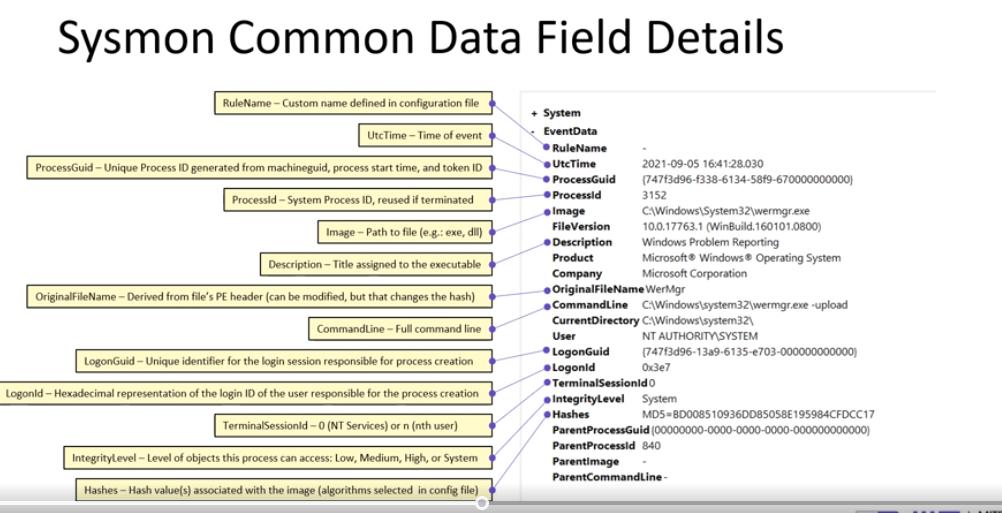 Sysmon Common Data Field Details
RuleName – Custom name defined in configuration file
UtcTime – Time of event
ProcessGuid – Unique Process ID generated from machineguid, process start time, and token ID
ProcessId – System Process ID, reused if terminated
Image – Path to file (e.g.: exe, dll)
Description – Title assigned to the executable
OriginalFileName – Derived from file's PE header (can be modified, but that changes the hash)
CommandLine – Full command line
LogonGuid – Unique identifier for the login session responsible for process creation
LogonId – Hexadecimal representation of the login ID of the user responsible for the process creation
TerminalSessionId – 0 (NT Services) or n (nth user)
IntegrityLevel – Level of objects this process can access: Low, Medium, High, or System
Hashes – Hash value(s) associated with the image (algorithms selected in config file)
+ System
- EventData
RuleName -
UtcTime 2021-09-05 16:41:28.030
ProcessGuid {747f3d96-f338-6134-58f9-670000000000}
ProcessId 3152
Image C:\Windows\System32\wermgr.exe
FileVersion 10.0.17763.1 (WinBuild.160101.0800)
Description Windows Problem Reporting
Product Microsoft® Windows® Operating System
Company Microsoft Corporation
OriginalFileName WerMgr
CommandLine C:\Windows\system32\wermgr.exe -upload
CurrentDirectory C:\Windows\system32\
User NT AUTHORITY\SYSTEM
LogonGuid {747f3d96-13a9-6135-e703-000000000000}
LogonId 0x3e7
TerminalSessionId 0
IntegrityLevel System
Hashes MD5=BD008510936DD85058E195984CFDCC17
ParentProcessGuid {00000000-0000-0000-0000-000000000000}
ParentProcessId 840
ParentImage -
ParentCommandLine -